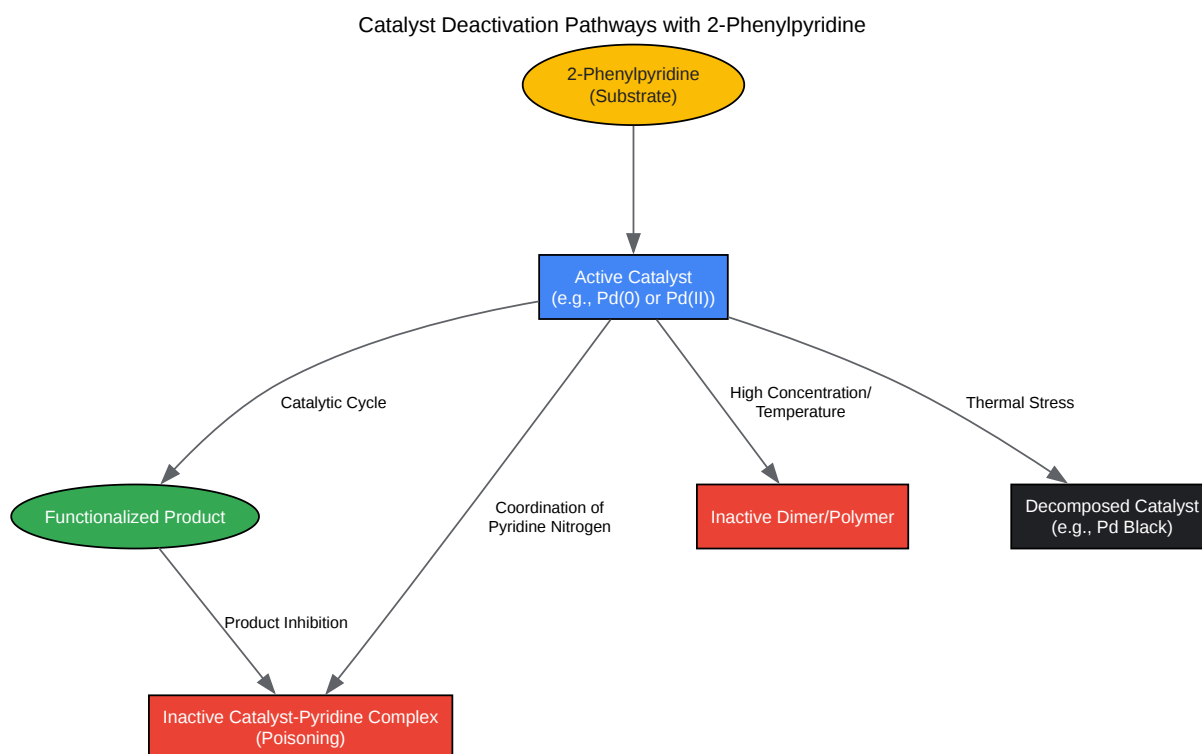 Catalyst Deactivation Pathways with 2-Phenylpyridine
2-Phenylpyridine
(Substrate)
Active Catalyst
(e.g., Pd(0) or Pd(II))
Catalytic Cycle
High Concentration/
Temperature
Thermal Stress
Functionalized Product
Coordination of
Pyridine Nitrogen
Inactive Dimer/Polymer
Decomposed Catalyst
(e.g., Pd Black)
Product Inhibition
Inactive Catalyst-Pyridine Complex
(Poisoning)